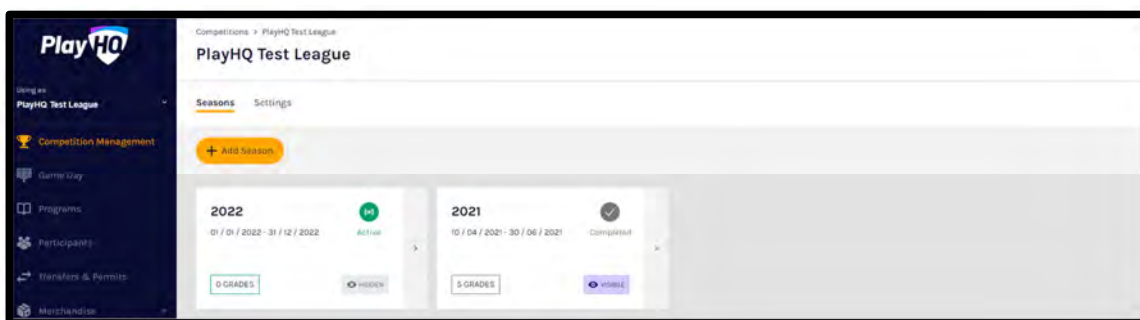 PlayHQ
Using as
PlayHQ Test League
Competition Management
Game Day
Programs
Participants
Transfers & Permits
Merchandise
Competitions > PlayHQ Test League
PlayHQ Test League
Seasons Settings
+ Add Season
2022
01 / 01 / 2022 - 31 / 12 / 2022
Active
0 GRADES
HIDDEN
2021
10 / 04 / 2021 - 30 / 06 / 2021
Completed
5 GRADES
VISIBLE